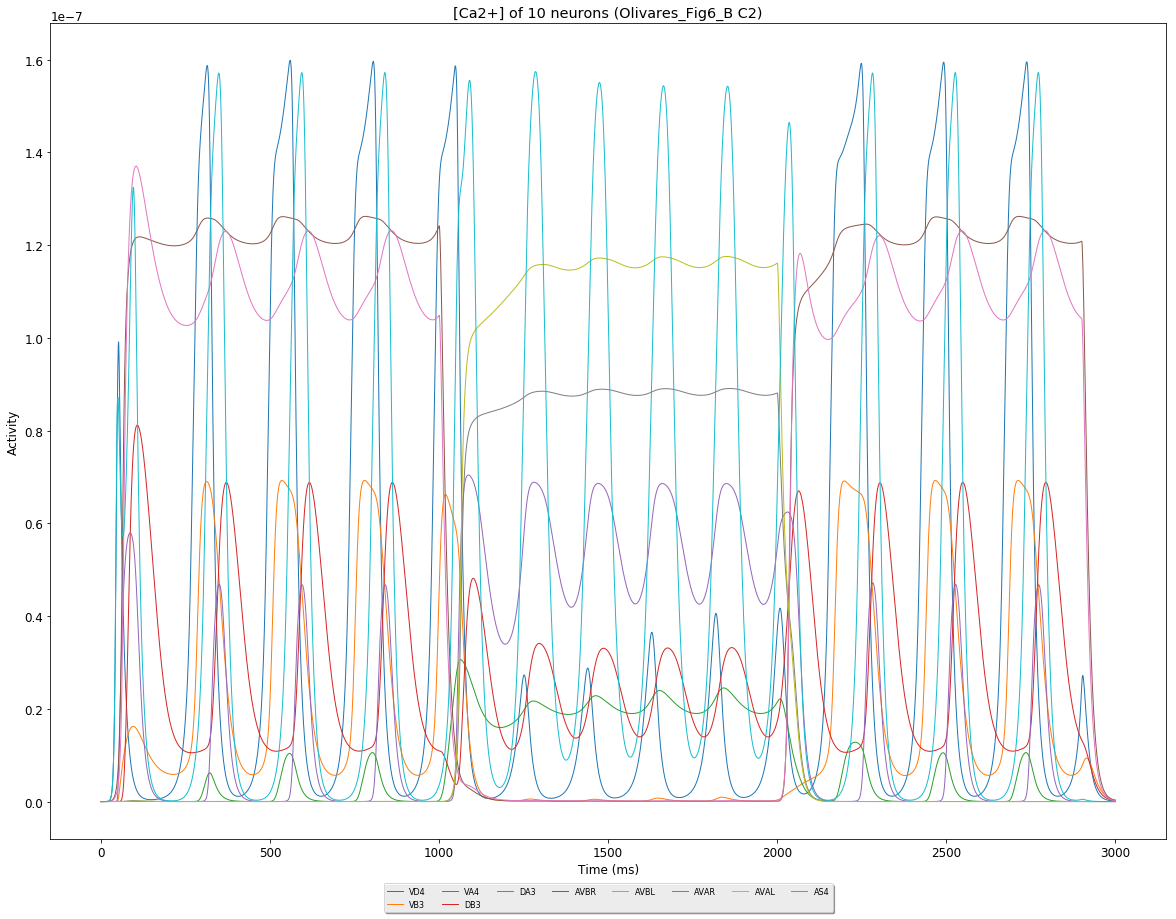 [Ca2+] of 10 neurons (Olivares_Fig6_B C2)
1e−7
1.6
1.4
1.2
1.0
0.8
0.6
0.4
0.2
0.0
Activity
0 500 1000 1500 2000 2500 3000
Time (ms)
VD4 VA4 DA3 AVBR AVBL AVAR AVAL AS4
VB3 DB3